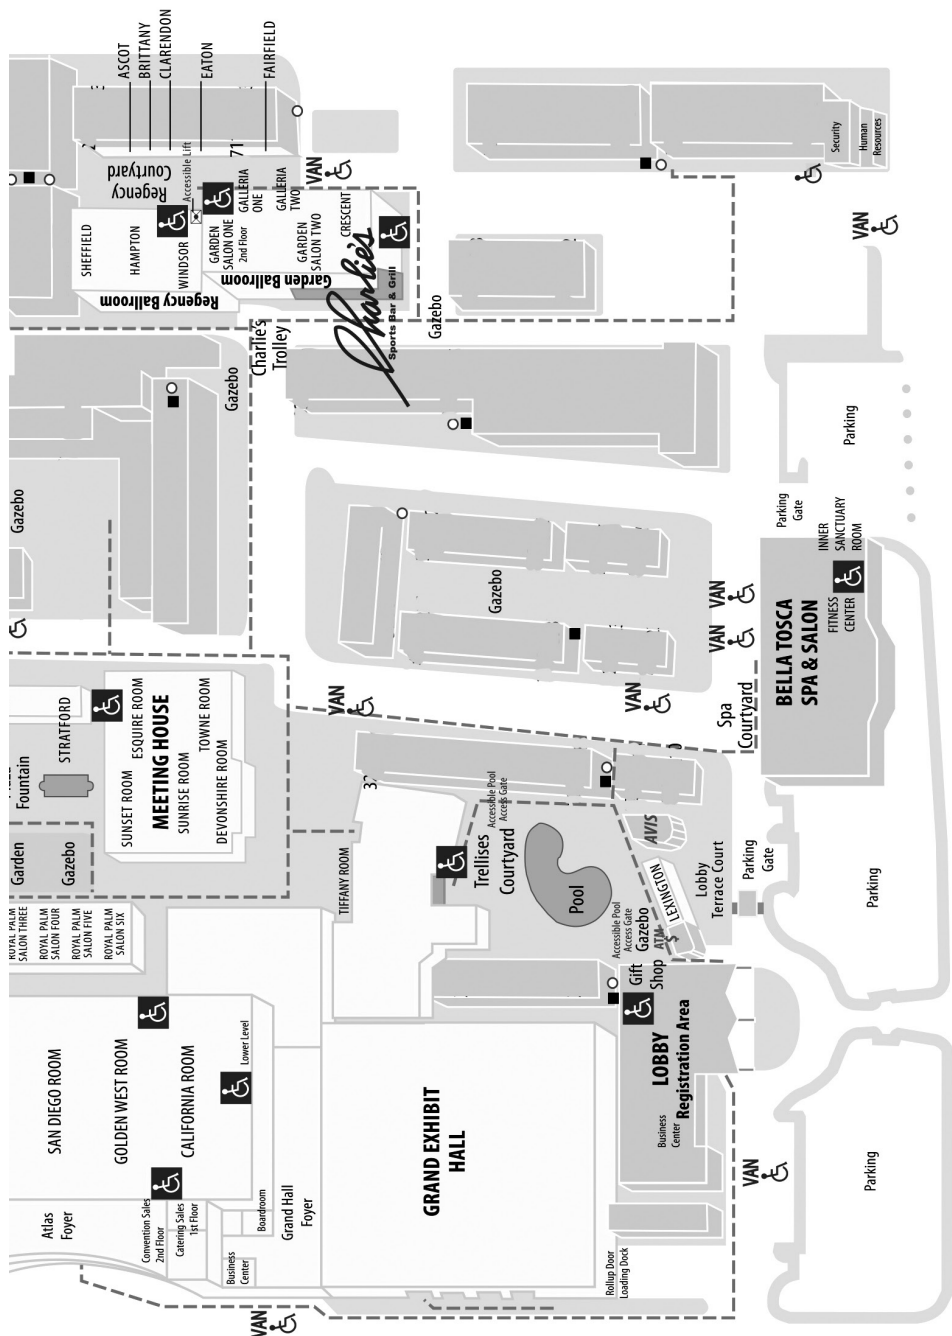 ASCOT
BRITTANY
CLARENDON
EATON
FAIRFIELD
Regency
Courtyard
Accessible Lift
71
VAN
SHEFFIELD
HAMPTON
WINDSOR
GARDEN
SALON ONE
2nd Floor
GALLERIA
ONE
GALLERIA
TWO
GARDEN
SALON TWO
CRESCENT
Regency Ballroom
Garden Ballroom
Charlie's
Sports Bar & Grill
Charlie's
Trolley
Gazebo
Gazebo
Gazebo
Security
Human
Resources
VAN
Parking
Parking
Gate
INNER
SANCTUARY
ROOM
FITNESS
CENTER
BELLA TOSCA
SPA & SALON
VAN
VAN
VAN
VAN
Gazebo
Spa
Courtyard
Fountain
STRATFORD
SUNSET ROOM
ESQUIRE ROOM
MEETING HOUSE
SUNRISE ROOM
TOWNE ROOM
DEVONSHIRE ROOM
Garden
Gazebo
ROYAL PALM
SALON THREE
ROYAL PALM
SALON FOUR
ROYAL PALM
SALON FIVE
ROYAL PALM
SALON SIX
TIFFANY ROOM
Accessible Pool
Access Gate
Trellises
Courtyard
Pool
AVIS
LEXINGTON
Lobby
Terrace Court
Parking
Gate
Parking
Accessible Pool
Access Gate
Gazebo
ATM
$
Gift
Shop
LOBBY
Registration Area
Business
Center
SAN DIEGO ROOM
GOLDEN WEST ROOM
CALIFORNIA ROOM
Lower Level
GRAND EXHIBIT
HALL
Atlas
Foyer
Convention Sales
2nd Floor
Catering Sales
1st Floor
Business
Center
Boardroom
Grand Hall
Foyer
Rollup Door
Loading Dock
VAN
VAN
Parking